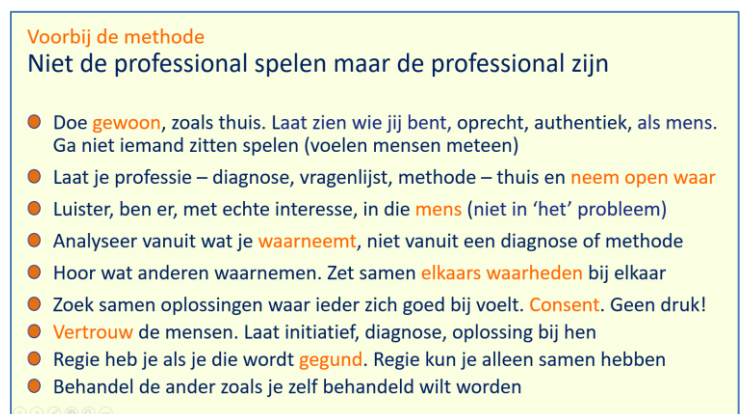 Voorbij de methode
Niet de professional spelen maar de professional zijn
Doe gewoon, zoals thuis. Laat zien wie jij bent, oprecht, authentiek, als mens.
Ga niet iemand zitten spelen (voelen mensen meteen)
Laat je professie – diagnose, vragenlijst, methode – thuis en neem open waar
Luister, ben er, met echte interesse, in die mens (niet in ‘het’ probleem)
Analyseer vanuit wat je waarneemt, niet vanuit een diagnose of methode
Hoor wat anderen waarnemen. Zet samen elkaars waarheden bij elkaar
Zoek samen oplossingen waar ieder zich goed bij voelt. Consent. Geen druk!
Vertrouw de mensen. Laat initiatief, diagnose, oplossing bij hen
Regie heb je als je die wordt gegund. Regie kun je alleen samen hebben
Behandel de ander zoals je zelf behandeld wilt worden